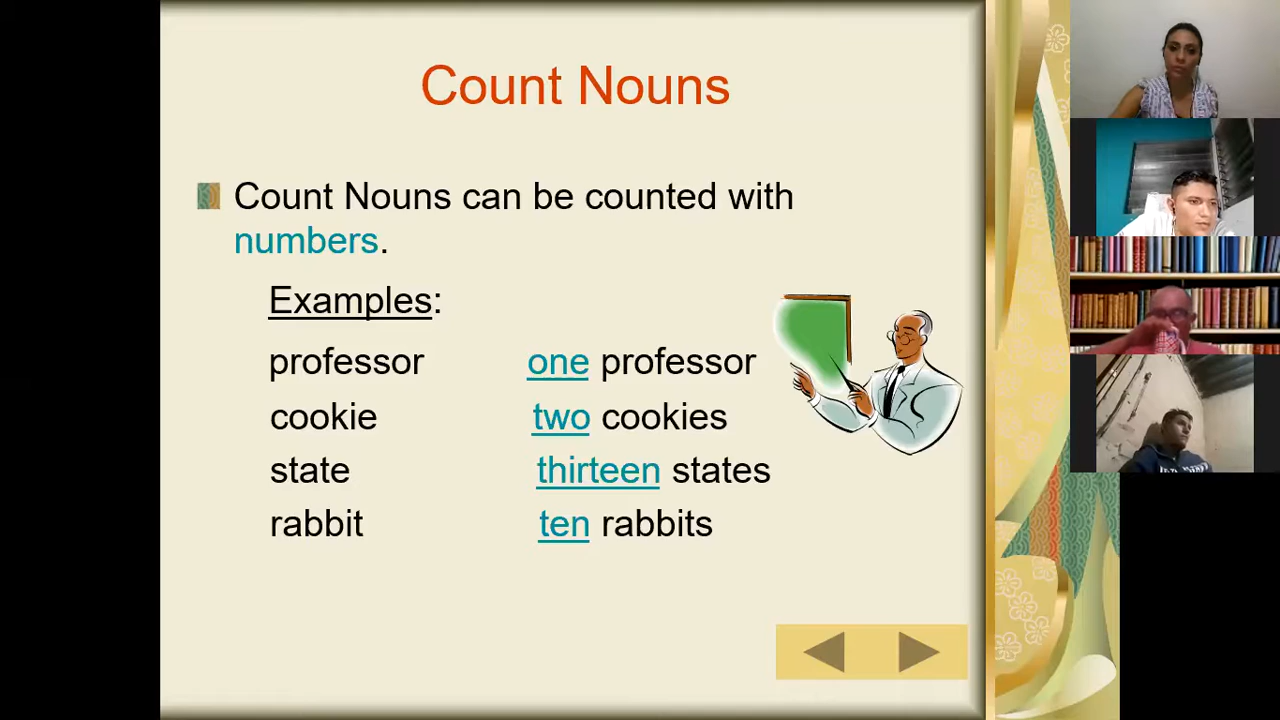 Count Nouns
Count Nouns can be counted with
numbers.
Examples:
professor one professor
cookie two cookies
state thirteen states
rabbit ten rabbits